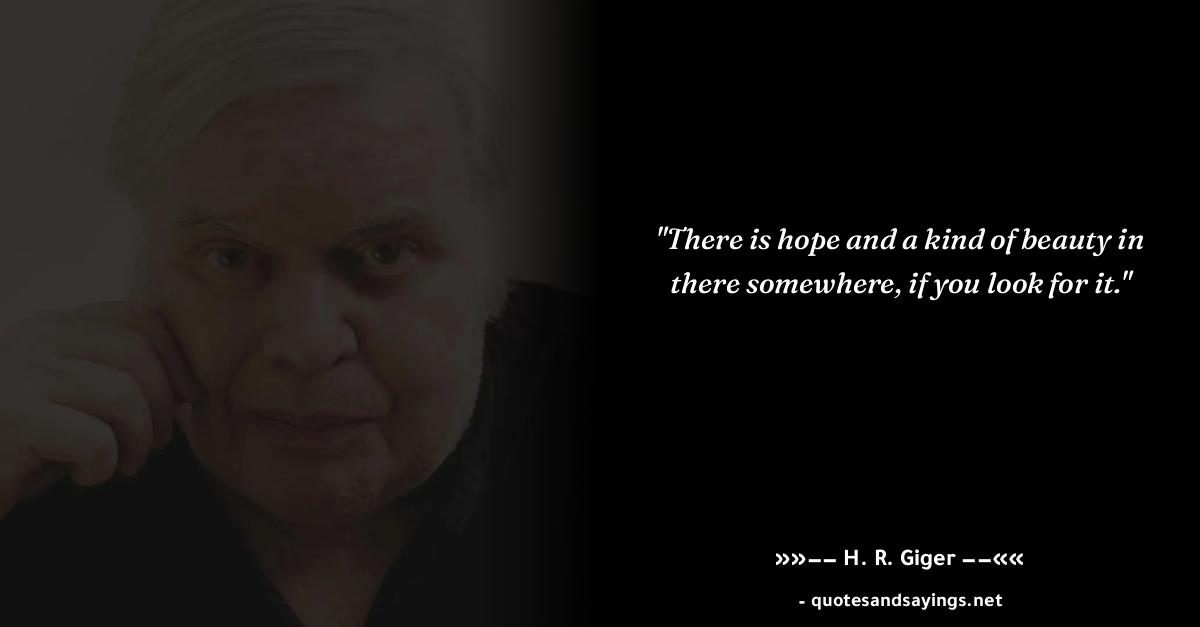 "There is hope and a kind of beauty in
there somewhere, if you look for it."
»»−− H. R. Giger −−««
- quotesandsayings.net